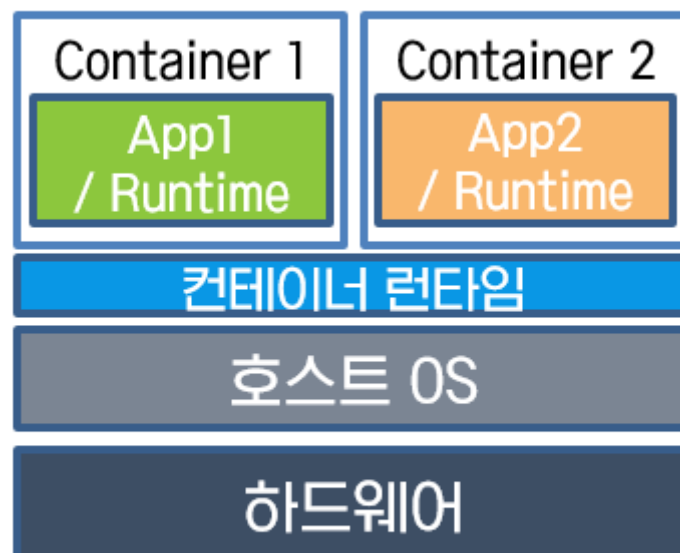 Container 1
App1
/ Runtime
Container 2
App2
/ Runtime
컨테이너 런타임
호스트 OS
하드웨어